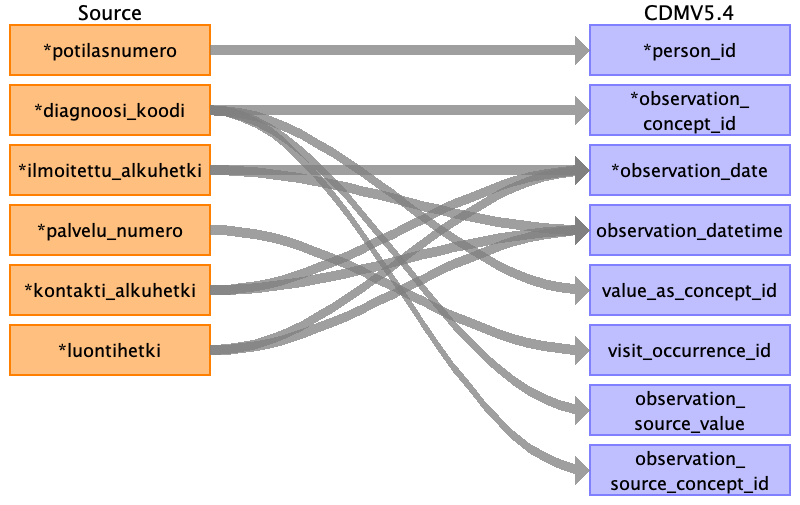 Source
CDMV5.4
*potilasnumero
*person_id
*diagnoosi_koodi
*observation_
concept_id
*ilmoitettu_alkuhetki
*observation_date
*palvelu_numero
observation_datetime
*kontakti_alkuhetki
value_as_concept_id
*luontihetki
visit_occurrence_id
observation_
source_value
observation_
source_concept_id